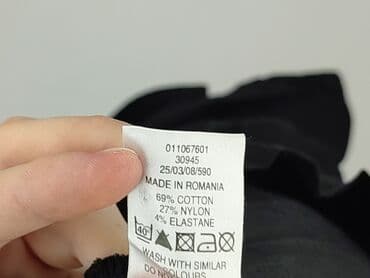 011067601
30945
25/03/08/590
MADE IN ROMANIA
69% COTTON
27% NYLON
4% ELASTANE
40°
WASH WITH SIMILAR
COLOURS